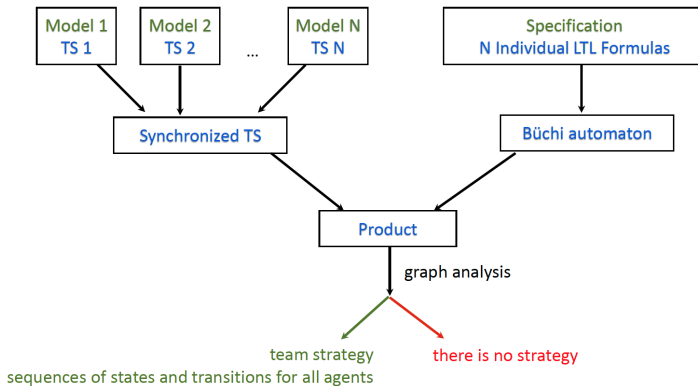 Model 1
TS 1
Model 2
TS 2
...
Model N
TS N
Specification
N Individual LTL Formulas
Synchronized TS
Büchi automaton
Product
graph analysis
team strategy
sequences of states and transitions for all agents
there is no strategy